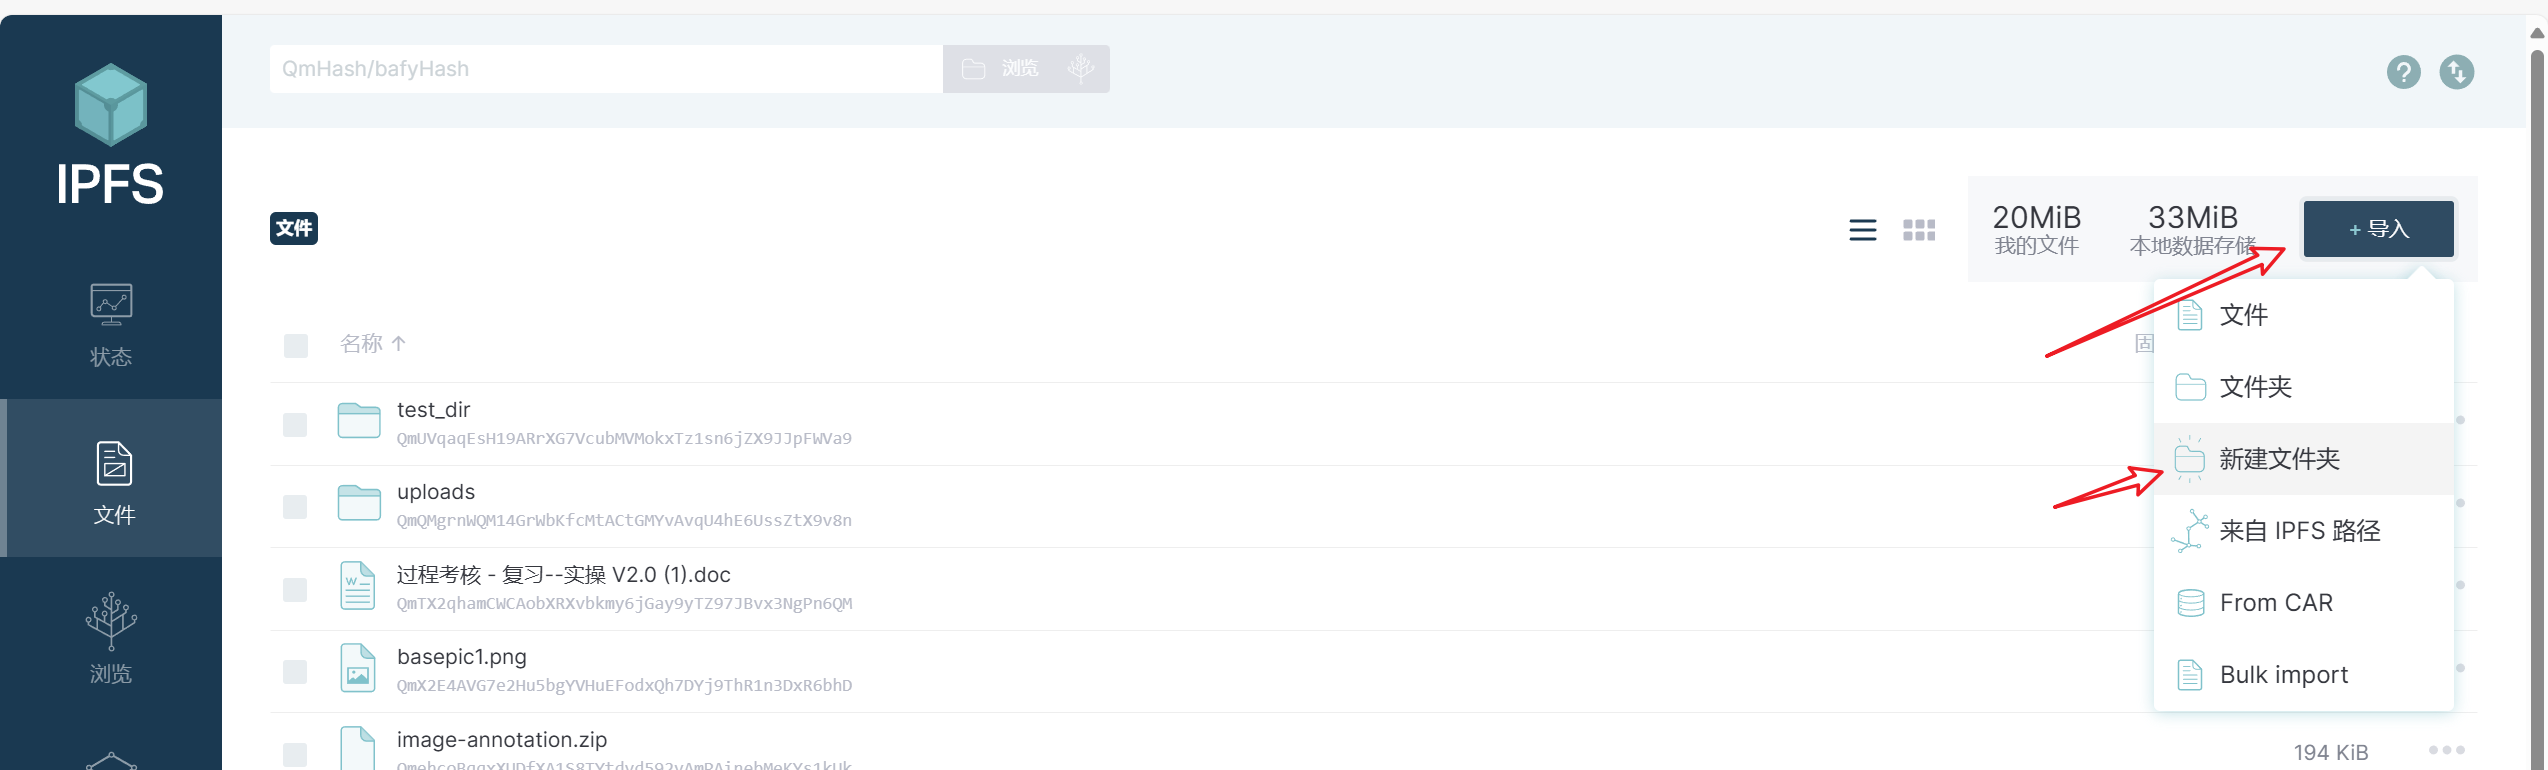 QmHash/bafyHash
浏览
IPFS
文件
20MiB
我的文件
33MiB
本地数据存储
+ 导入
状态
文件
浏览
名称 ↑
固
test_dir
QmUVqaqEsH19ARrXG7VcubMVMokxTz1sn6jZX9JJpFWVa9
uploads
QmQMgrnWQM14GrWbKfcMtACtGMYvAvqU4hE6UssZtX9v8n
过程考核 - 复习--实操 V2.0 (1).doc
QmTX2qhamCWCAobXRXvbkmy6jGay9yTZ97JBvx3NgPn6QM
basepic1.png
QmX2E4AVG7e2Hu5bgYVHuEFodxQh7DYj9ThR1n3DxR6bhD
image-annotation.zip
194 KiB
文件
文件夹
新建文件夹
来自 IPFS 路径
From CAR
Bulk import